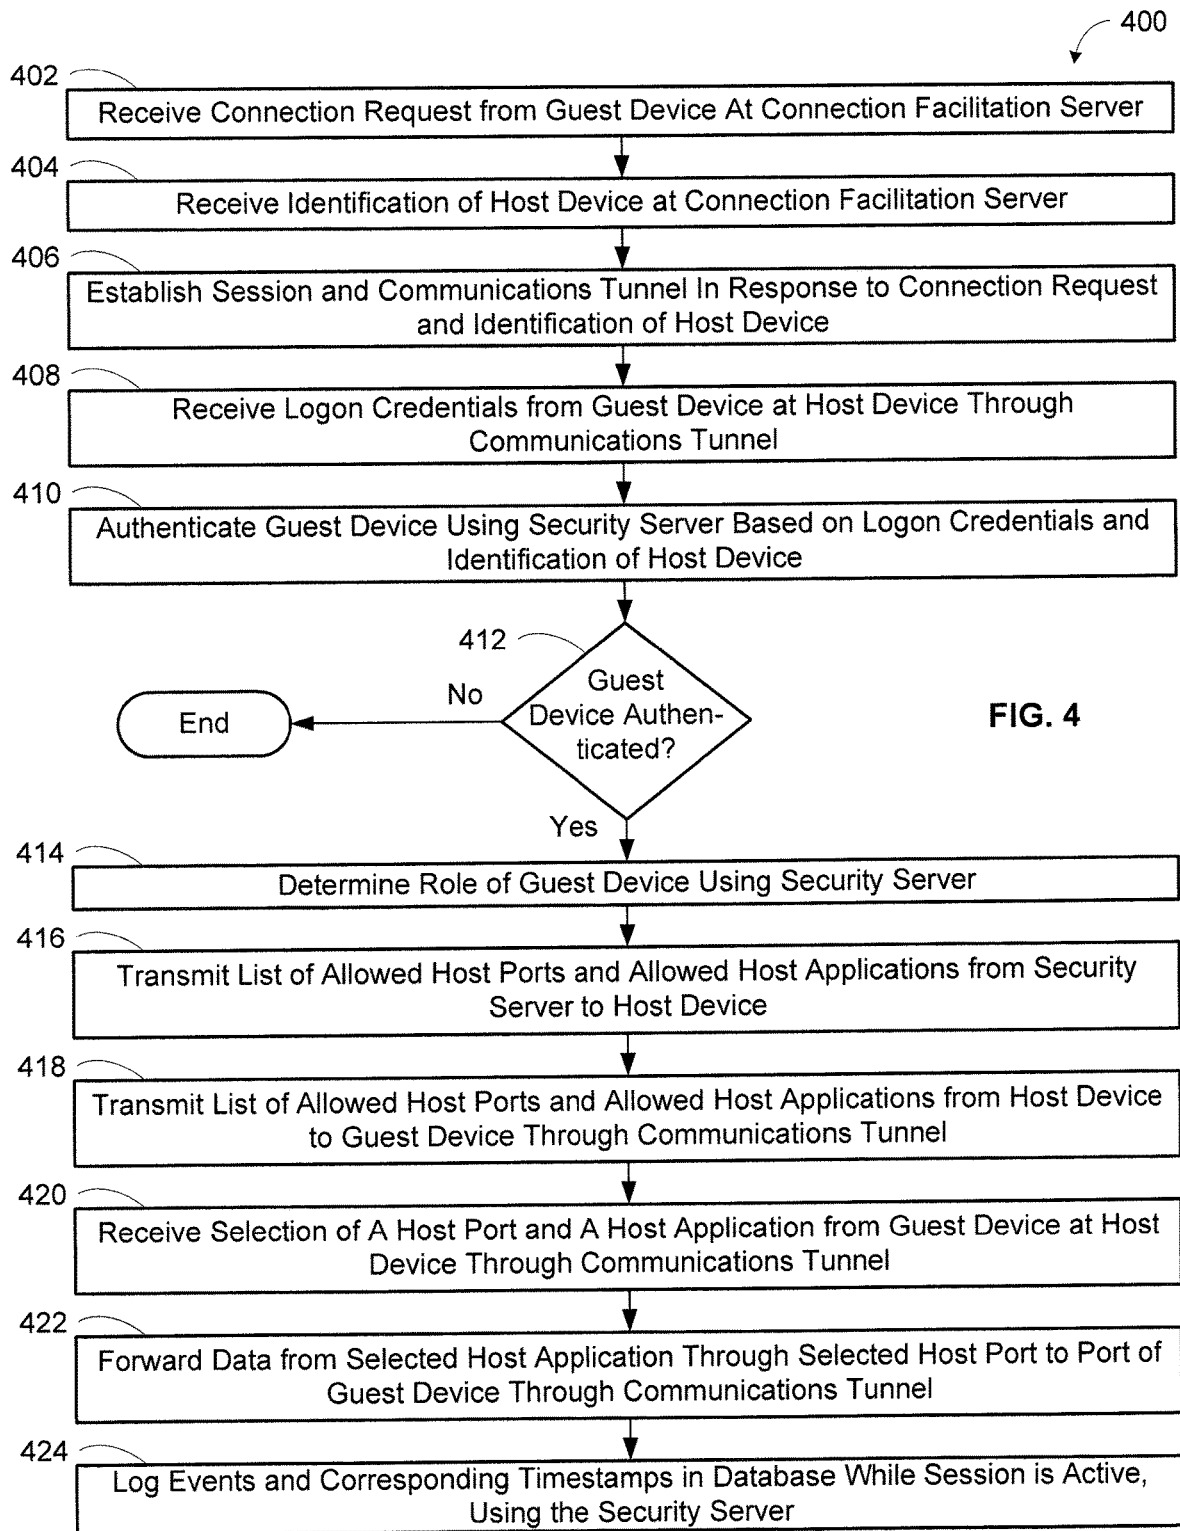 400
402
Receive Connection Request from Guest Device At Connection Facilitation Server
404
Receive Identification of Host Device at Connection Facilitation Server
406
Establish Session and Communications Tunnel In Response to Connection Request
and Identification of Host Device
408
Receive Logon Credentials from Guest Device at Host Device Through
Communications Tunnel
410
Authenticate Guest Device Using Security Server Based on Logon Credentials and
Identification of Host Device
412
Guest
Device Authen-
ticated?
No
End
FIG. 4
Yes
414
Determine Role of Guest Device Using Security Server
416
Transmit List of Allowed Host Ports and Allowed Host Applications from Security
Server to Host Device
418
Transmit List of Allowed Host Ports and Allowed Host Applications from Host Device
to Guest Device Through Communications Tunnel
420
Receive Selection of A Host Port and A Host Application from Guest Device at Host
Device Through Communications Tunnel
422
Forward Data from Selected Host Application Through Selected Host Port to Port of
Guest Device Through Communications Tunnel
424
Log Events and Corresponding Timestamps in Database While Session is Active,
Using the Security Server